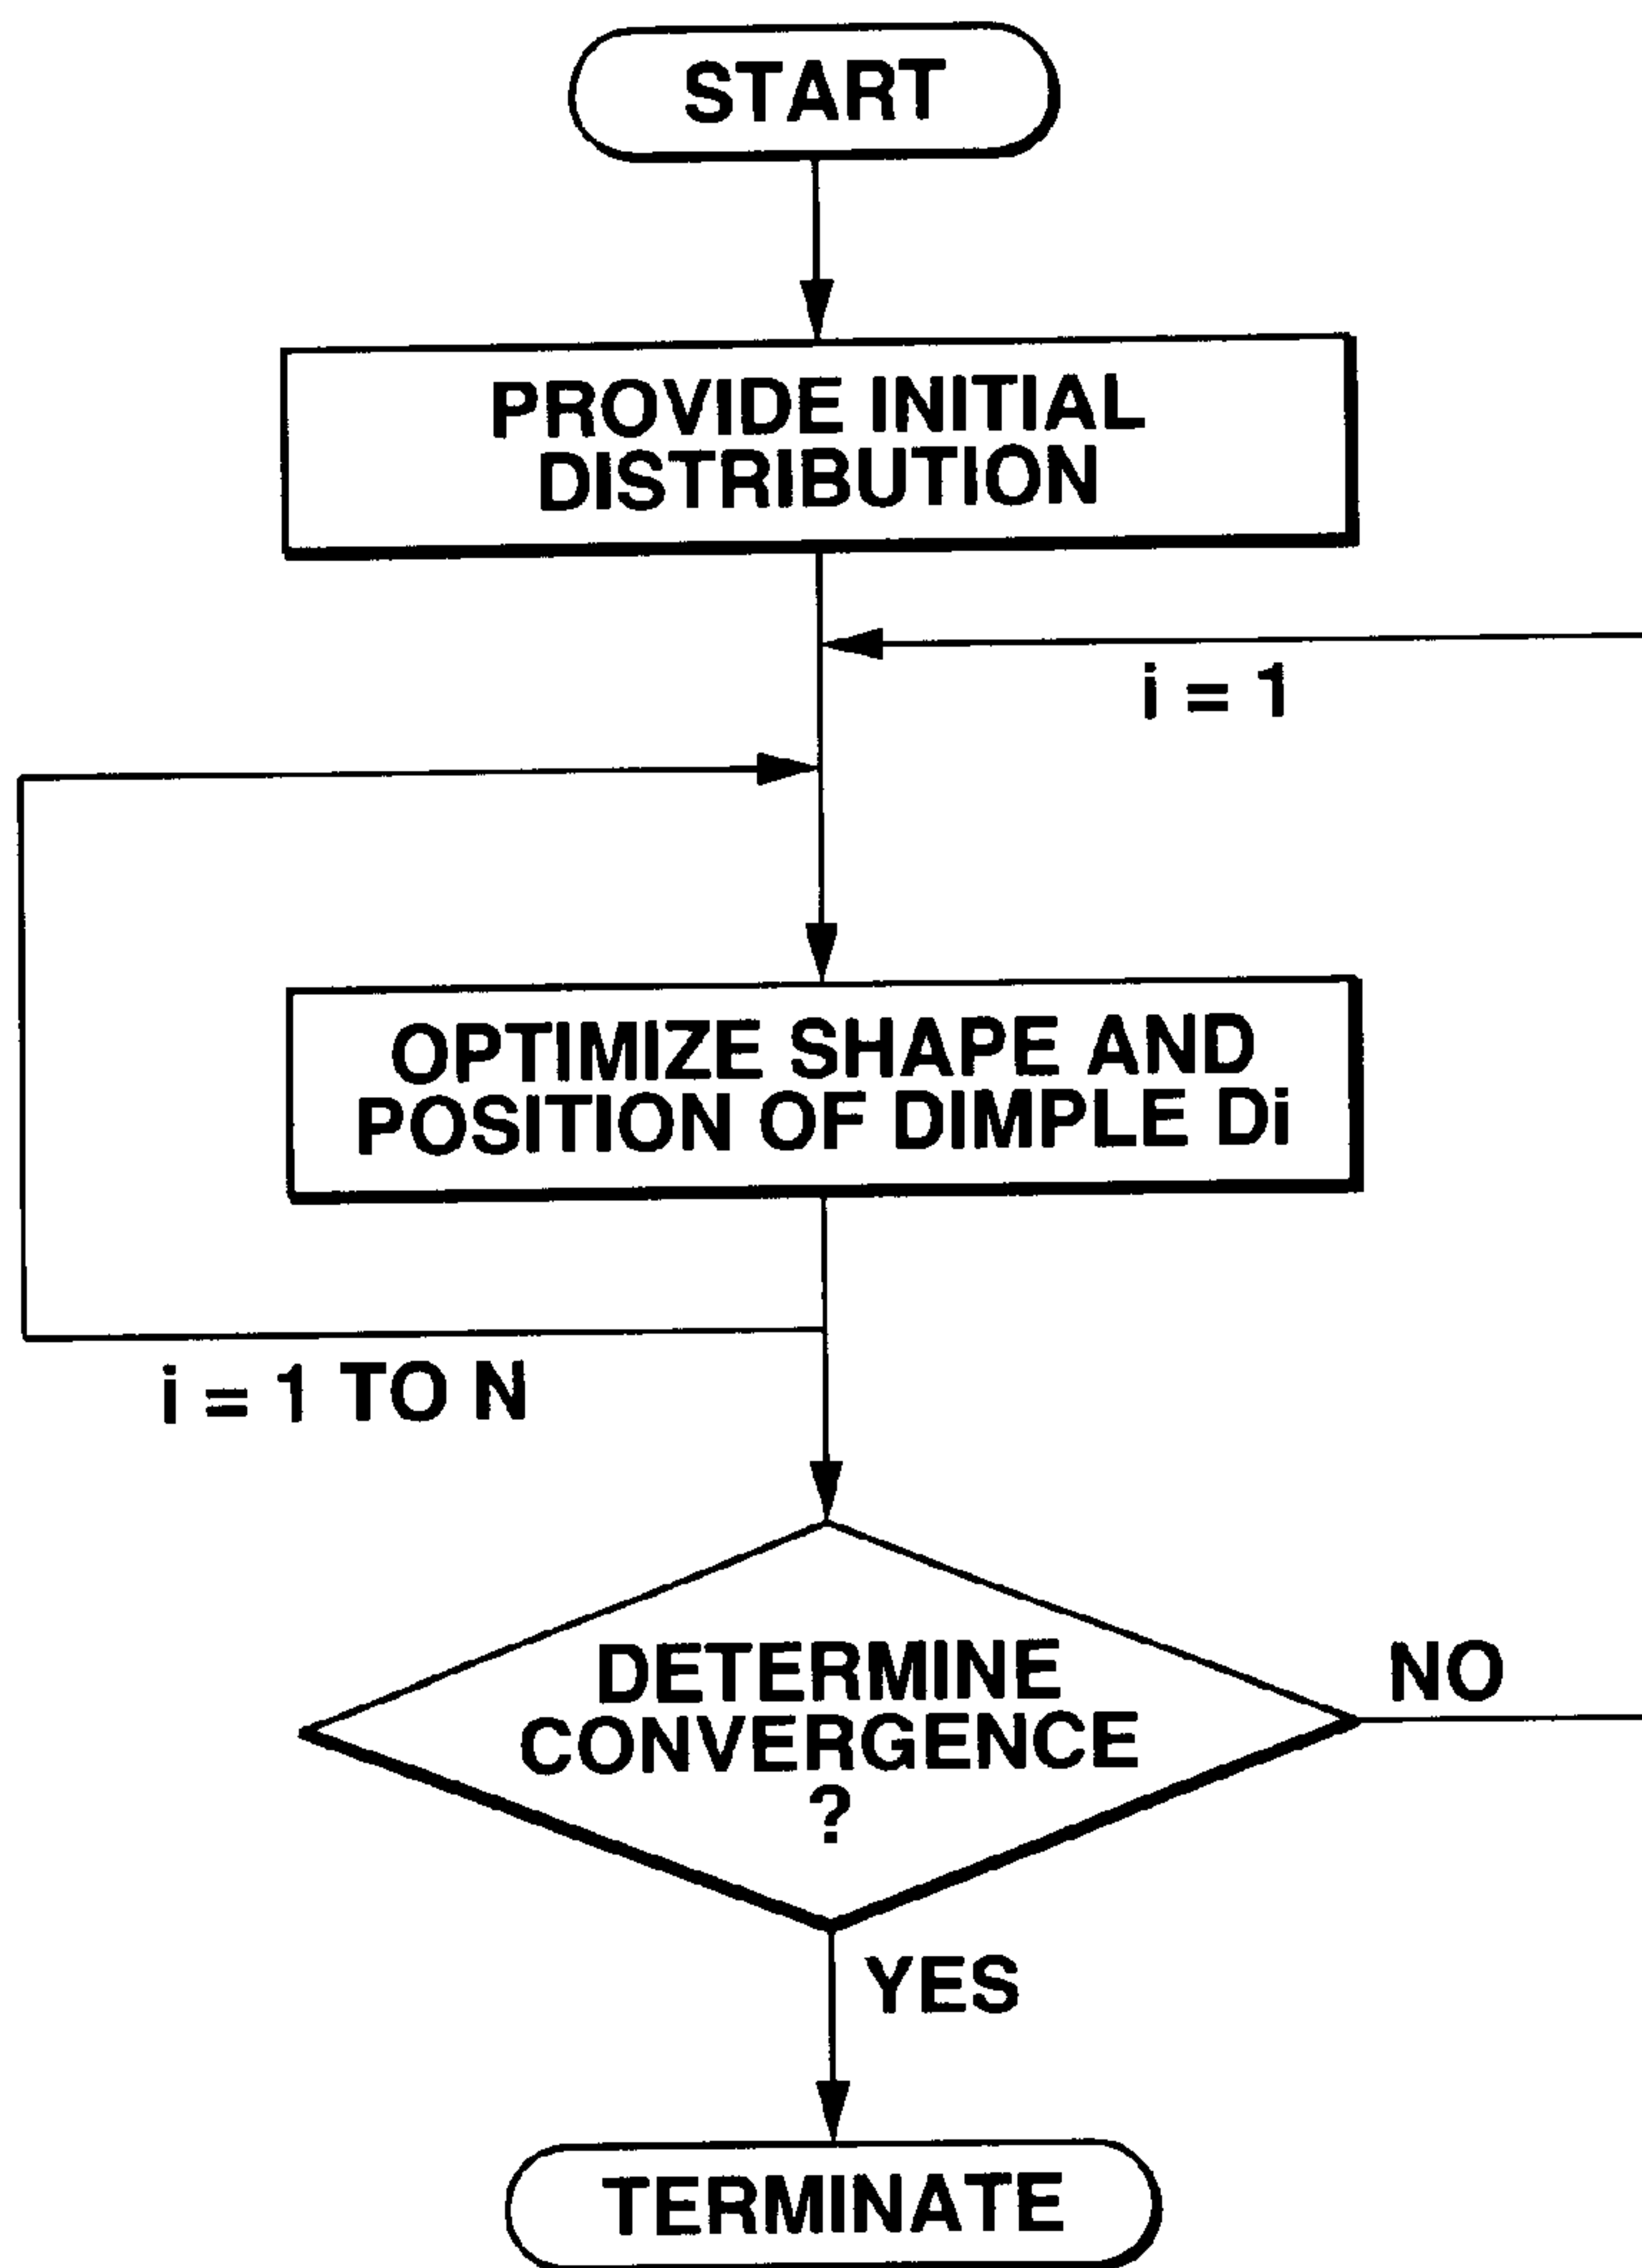 START
PROVIDE INITIAL
DISTRIBUTION
i = 1
OPTIMIZE SHAPE AND
POSITION OF DIMPLE Di
i = 1 TO N
DETERMINE
CONVERGENCE
?
NO
YES
TERMINATE